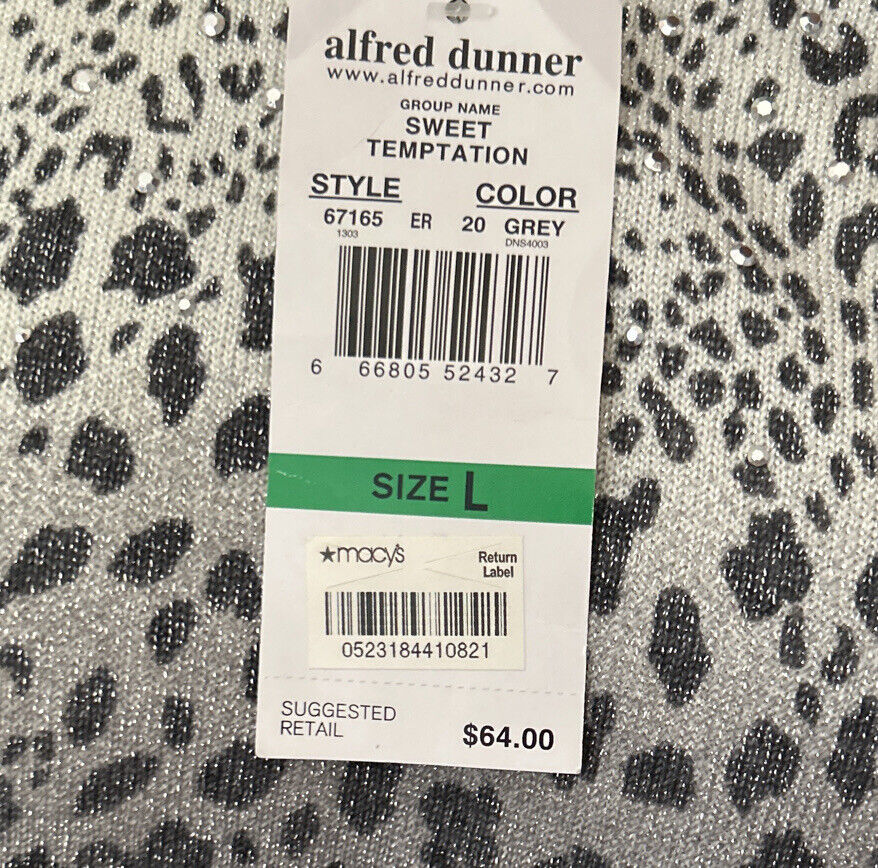 alfred dunner
www.alfreddunner.com
GROUP NAME
SWEET
TEMPTATION
STYLE COLOR
67165 ER 20 GREY
1303 DNS4003
6 66805 52432 7
SIZE L
★macy's Return
Label
0523184410821
SUGGESTED
RETAIL $64.00